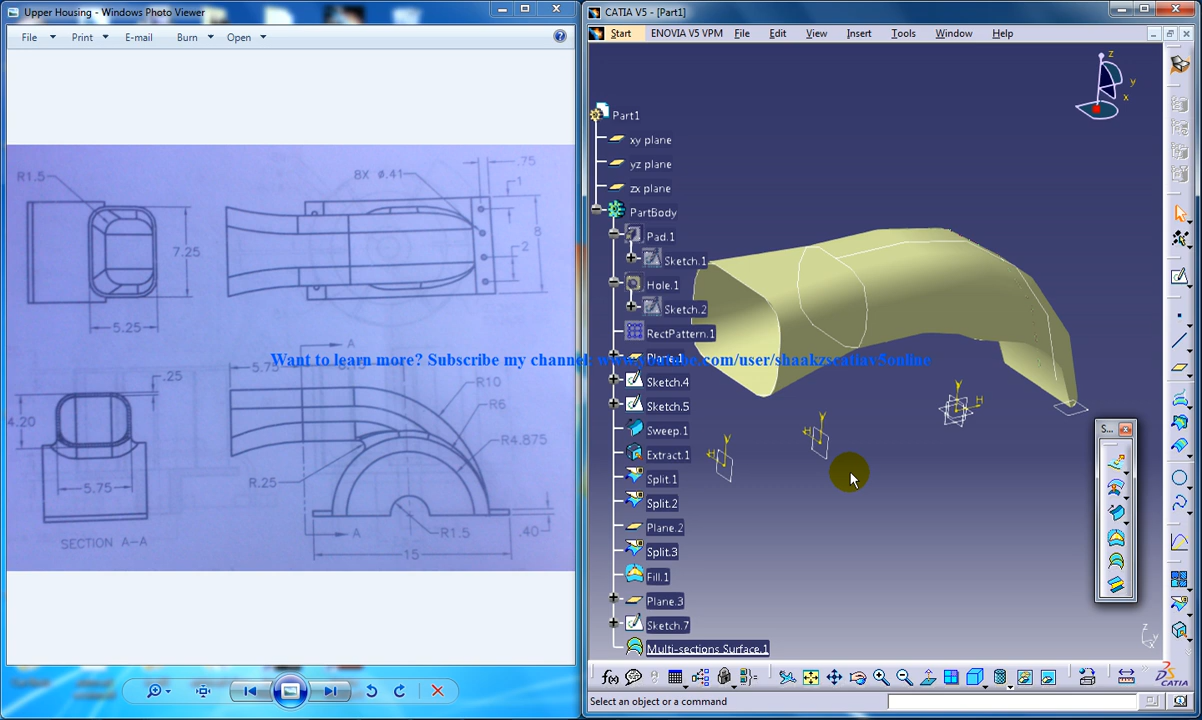 Upper Housing - Windows Photo Viewer
File Print E-mail Burn Open
R1.5
7.25
5.25
8X ø.41
.75
1
8
2
A
5.75
.25
4.20
5.75
SECTION A-A
R10
R6
R4.875
R.25
A
15
R1.5
.40
Want to learn more? Subscribe my channel: www.youtube.com/user/shaakzscatiav5online
CATIA V5 - [Part1]
Start ENOVIA V5 VPM File Edit View Insert Tools Window Help
Part1
xy plane
yz plane
zx plane
PartBody
Pad.1
Sketch.1
Hole.1
Sketch.2
RectPattern.1
Plane.1
Sketch.4
Sketch.5
Sweep.1
Extract.1
Split.1
Split.2
Plane.2
Split.3
Fill.1
Plane.3
Sketch.7
Multi-sections Surface.1
z
y
x
V
H
V
H
V
H
S...
z
x
y
f(x)
CATIA
Select an object or a command